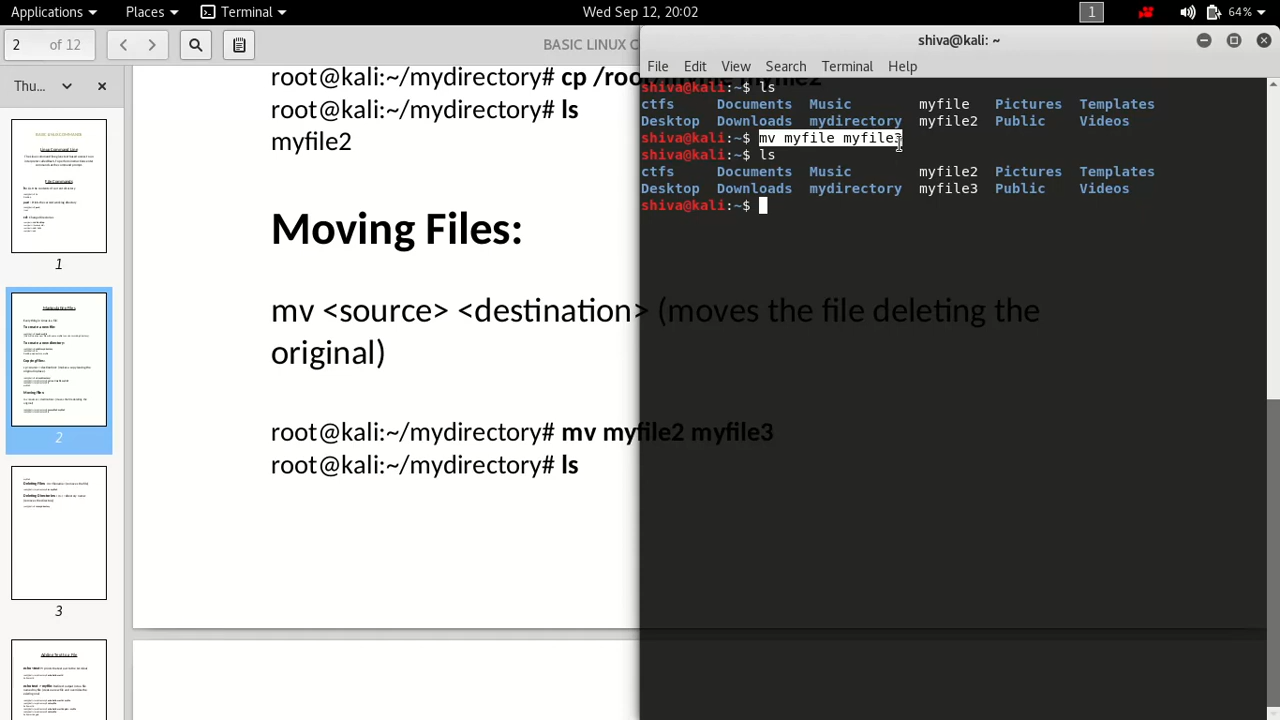 Applications Places Terminal Wed Sep 12, 20:02 1 64%
2 of 12 BASIC LINUX C
Thu...
1
2
3
root@kali:~/mydirectory# cp /roo
root@kali:~/mydirectory# ls
myfile2
Moving Files:
mv <source> <destination> (moves the file deleting the
original)
root@kali:~/mydirectory# mv myfile2 myfile3
root@kali:~/mydirectory# ls
shiva@kali: ~
File Edit View Search Terminal Help
shiva@kali:~$ ls
ctfs Documents Music myfile Pictures Templates
Desktop Downloads mydirectory myfile2 Public Videos
shiva@kali:~$ mv myfile myfile3
shiva@kali:~$ ls
ctfs Documents Music myfile2 Pictures Templates
Desktop Downloads mydirectory myfile3 Public Videos
shiva@kali:~$